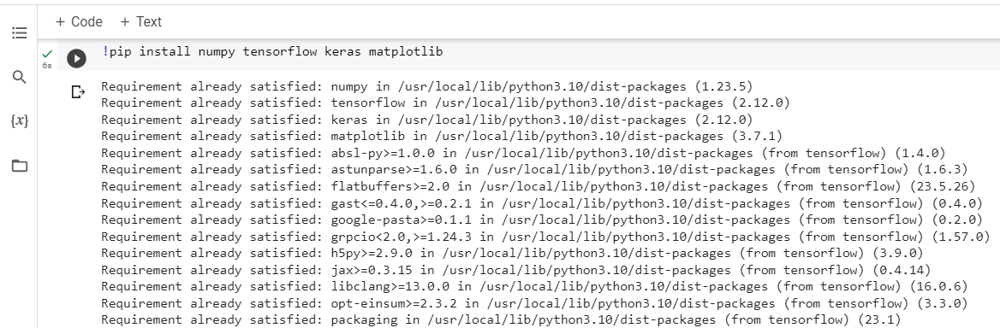 + Code + Text
!pip install numpy tensorflow keras matplotlib
6s
Requirement already satisfied: numpy in /usr/local/lib/python3.10/dist-packages (1.23.5)
Requirement already satisfied: tensorflow in /usr/local/lib/python3.10/dist-packages (2.12.0)
{x}
Requirement already satisfied: keras in /usr/local/lib/python3.10/dist-packages (2.12.0)
Requirement already satisfied: matplotlib in /usr/local/lib/python3.10/dist-packages (3.7.1)
Requirement already satisfied: absl-py>=1.0.0 in /usr/local/lib/python3.10/dist-packages (from tensorflow) (1.4.0)
Requirement already satisfied: astunparse>=1.6.0 in /usr/local/lib/python3.10/dist-packages (from tensorflow) (1.6.3)
Requirement already satisfied: flatbuffers>=2.0 in /usr/local/lib/python3.10/dist-packages (from tensorflow) (23.5.26)
Requirement already satisfied: gast<=0.4.0,>=0.2.1 in /usr/local/lib/python3.10/dist-packages (from tensorflow) (0.4.0)
Requirement already satisfied: google-pasta>=0.1.1 in /usr/local/lib/python3.10/dist-packages (from tensorflow) (0.2.0)
Requirement already satisfied: grpcio<2.0,>=1.24.3 in /usr/local/lib/python3.10/dist-packages (from tensorflow) (1.57.0)
Requirement already satisfied: h5py>=2.9.0 in /usr/local/lib/python3.10/dist-packages (from tensorflow) (3.9.0)
Requirement already satisfied: jax>=0.3.15 in /usr/local/lib/python3.10/dist-packages (from tensorflow) (0.4.14)
Requirement already satisfied: libclang>=13.0.0 in /usr/local/lib/python3.10/dist-packages (from tensorflow) (16.0.6)
Requirement already satisfied: opt-einsum>=2.3.2 in /usr/local/lib/python3.10/dist-packages (from tensorflow) (3.3.0)
Requirement already satisfied: packaging in /usr/local/lib/python3.10/dist-packages (from tensorflow) (23.1)